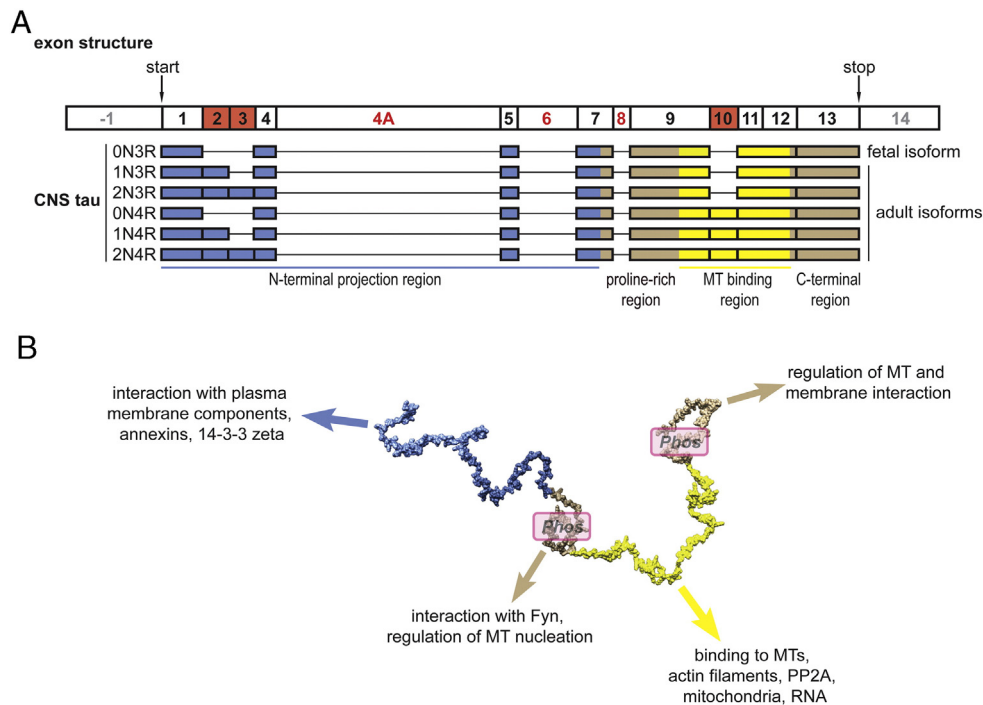 A
exon structure
start
stop
-1 1 2 3 4 4A 5 6 7 8 9 10 11 12 13 14
CNS tau
0N3R
1N3R
2N3R
0N4R
1N4R
2N4R
fetal isoform
adult isoforms
N-terminal projection region
proline-rich
region
MT binding
region
C-terminal
region
B
interaction with plasma
membrane components,
annexins, 14-3-3 zeta
regulation of MT and
membrane interaction
Phos
Phos
interaction with Fyn,
regulation of MT nucleation
binding to MTs,
actin filaments, PP2A,
mitochondria, RNA